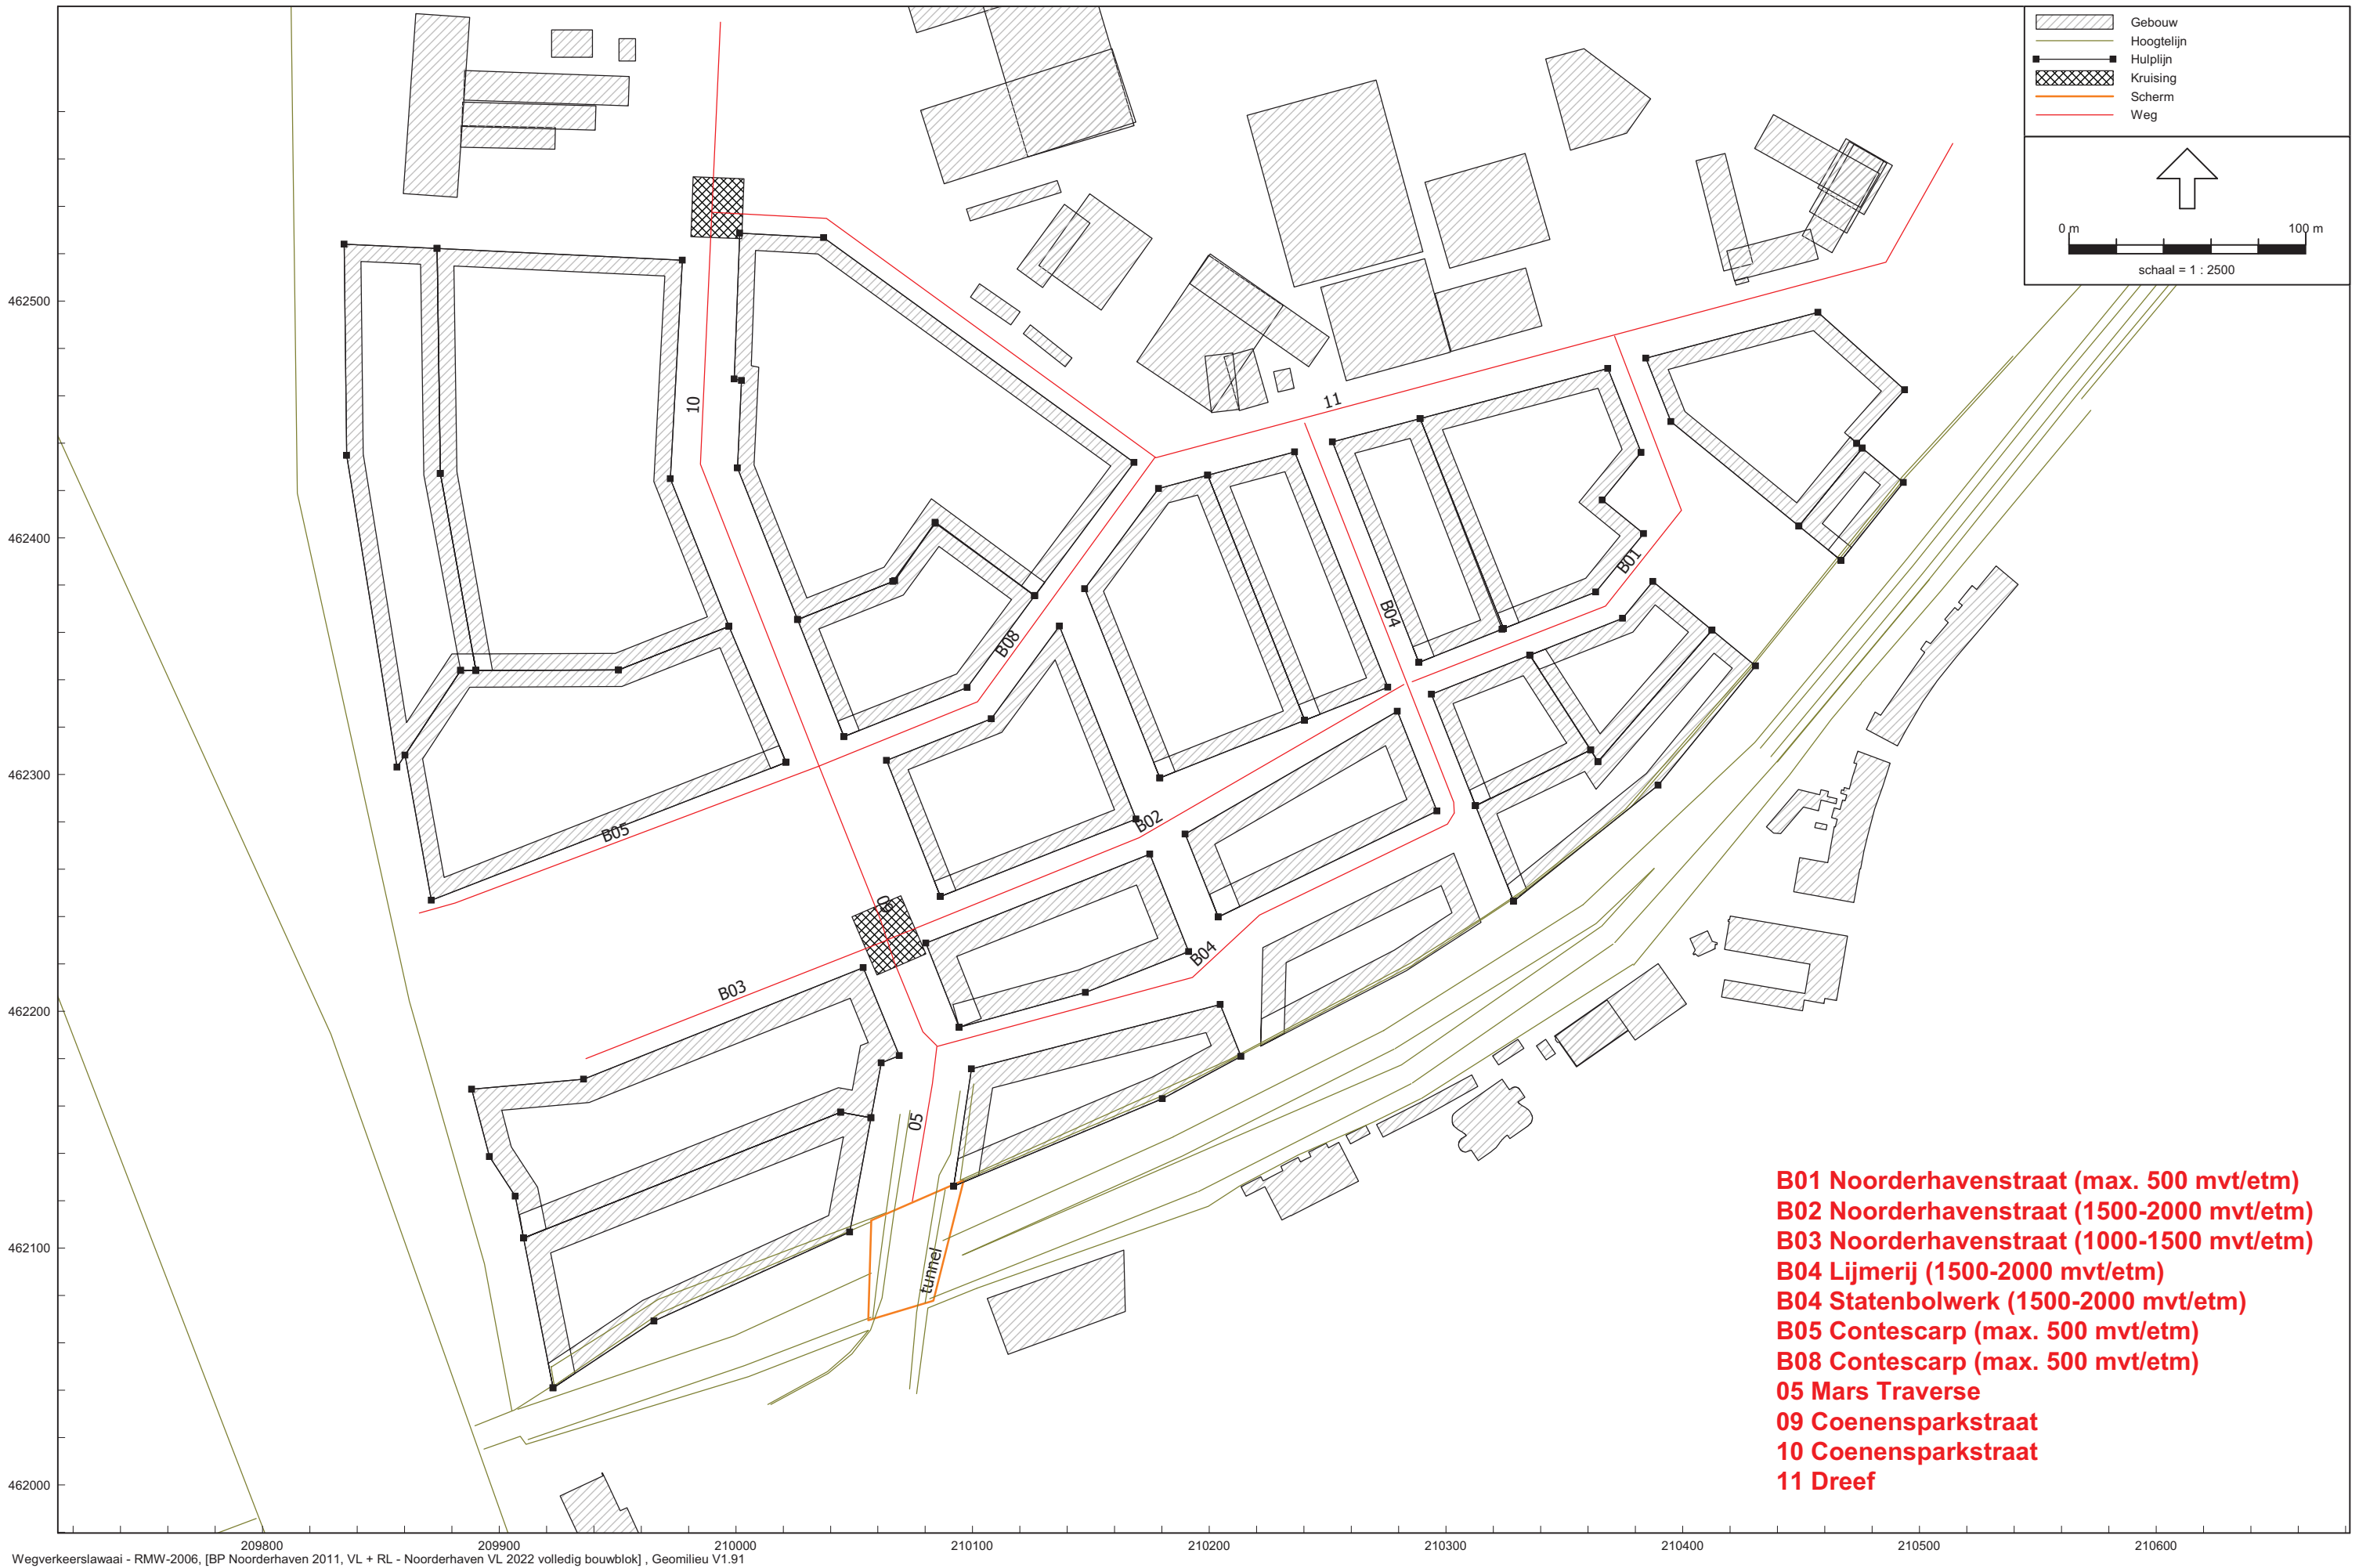 Gebouw
Hoogtelijn
Hulplijn
Kruising
Scherm
Weg
0 m 100 m
schaal = 1 : 2500
462500
462400
462300
462200
462100
462000
10
11
B01
B04
B08
B05
B02
09
B03
B04
05
tunnel
B01 Noorderhavenstraat (max. 500 mvt/etm)
B02 Noorderhavenstraat (1500-2000 mvt/etm)
B03 Noorderhavenstraat (1000-1500 mvt/etm)
B04 Lijmerij (1500-2000 mvt/etm)
B04 Statenbolwerk (1500-2000 mvt/etm)
B05 Contescarp (max. 500 mvt/etm)
B08 Contescarp (max. 500 mvt/etm)
05 Mars Traverse
09 Coenensparkstraat
10 Coenensparkstraat
11 Dreef
209800 209900 210000 210100 210200 210300 210400 210500 210600
Wegverkeerslawaai - RMW-2006, [BP Noorderhaven 2011, VL + RL - Noorderhaven VL 2022 volledig bouwblok] , Geomilieu V1.91